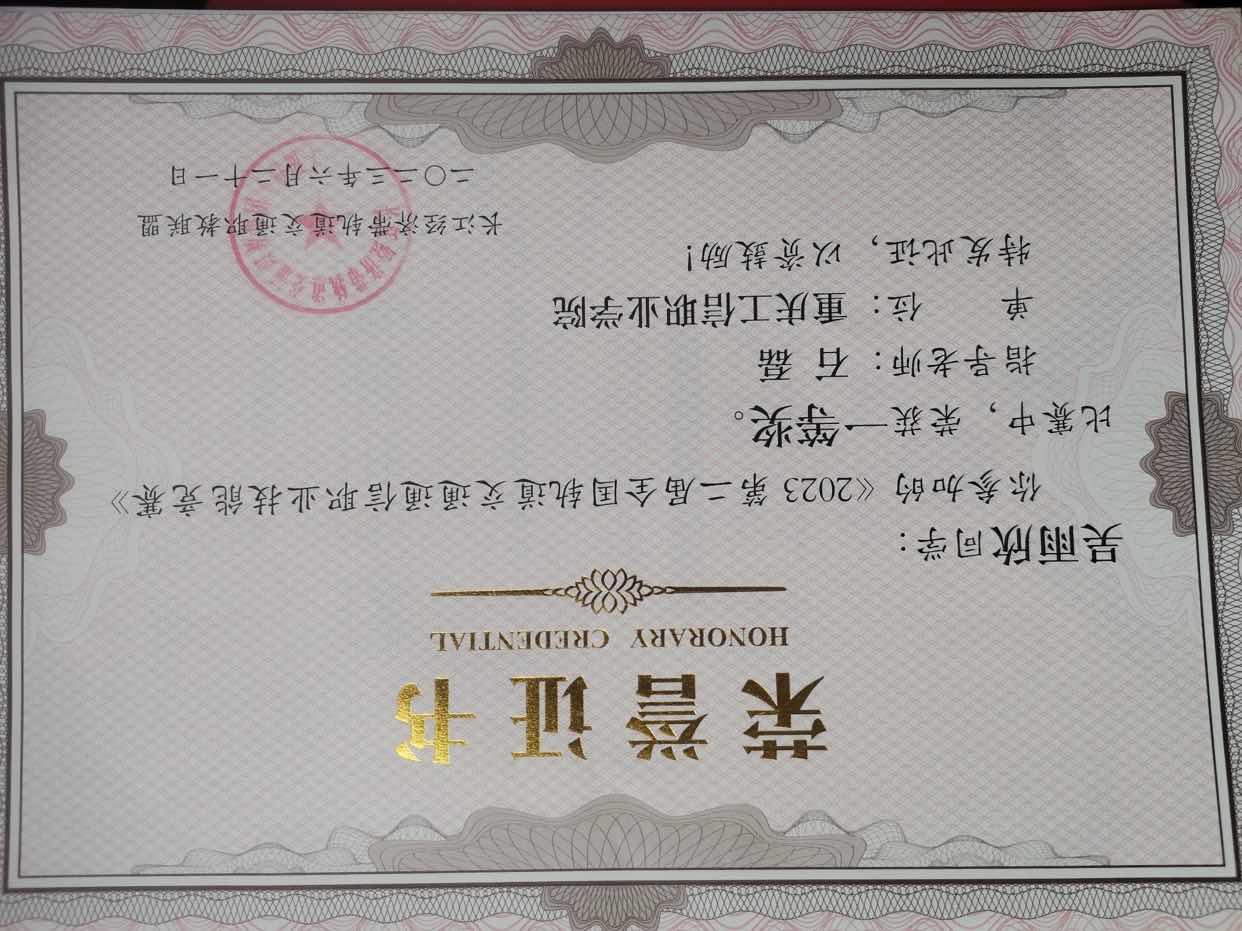 荣誉证书
HONORARY CREDENTIAL
吴雨欣同学：
你参加的《2023 第二届全国轨道交通通信职业技能竞赛》
比赛中，荣获一等奖。
指导老师：石 磊
单 位：重庆工信职业学院
特发此证，以资鼓励！
长江经济带轨道交通职教联盟
二〇二三年六月二十一日